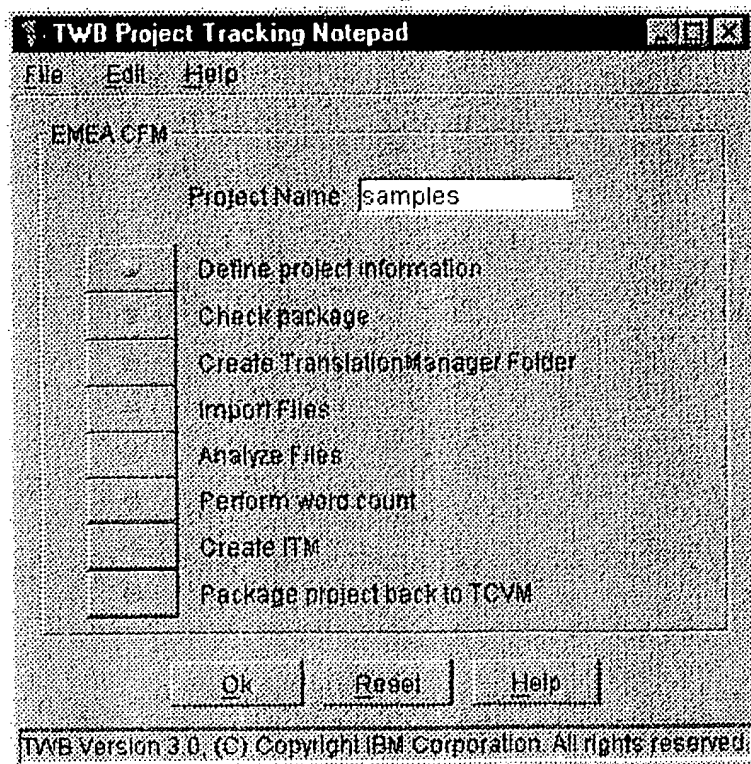 TWB Project Tracking Notepad
File Edit Help
EMEA CFM
Project Name: samples
Define project information
Check package
Create TranslationManager Folder
Import Files
Analyze Files
Perform word count
Create ITM
Package project back to TCVM
Ok Reset Help
TWB Version 3.0, (C) Copyright IBM Corporation. All rights reserved.